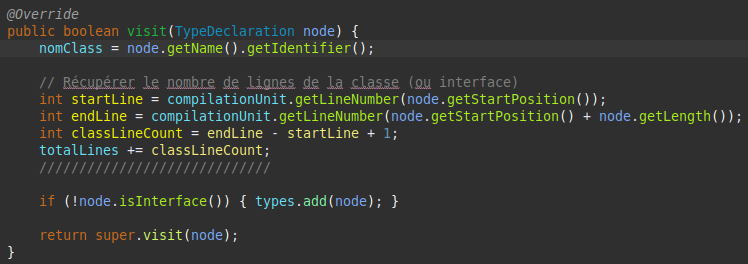 @Override
public boolean visit(TypeDeclaration node) {
nomClass = node.getName().getIdentifier();
// Récupérer le nombre de lignes de la classe (ou interface)
int startLine = compilationUnit.getLineNumber(node.getStartPosition());
int endLine = compilationUnit.getLineNumber(node.getStartPosition() + node.getLength());
int classLineCount = endLine - startLine + 1;
totalLines += classLineCount;
/////////////////////////////
if (!node.isInterface()) { types.add(node); }
return super.visit(node);
}